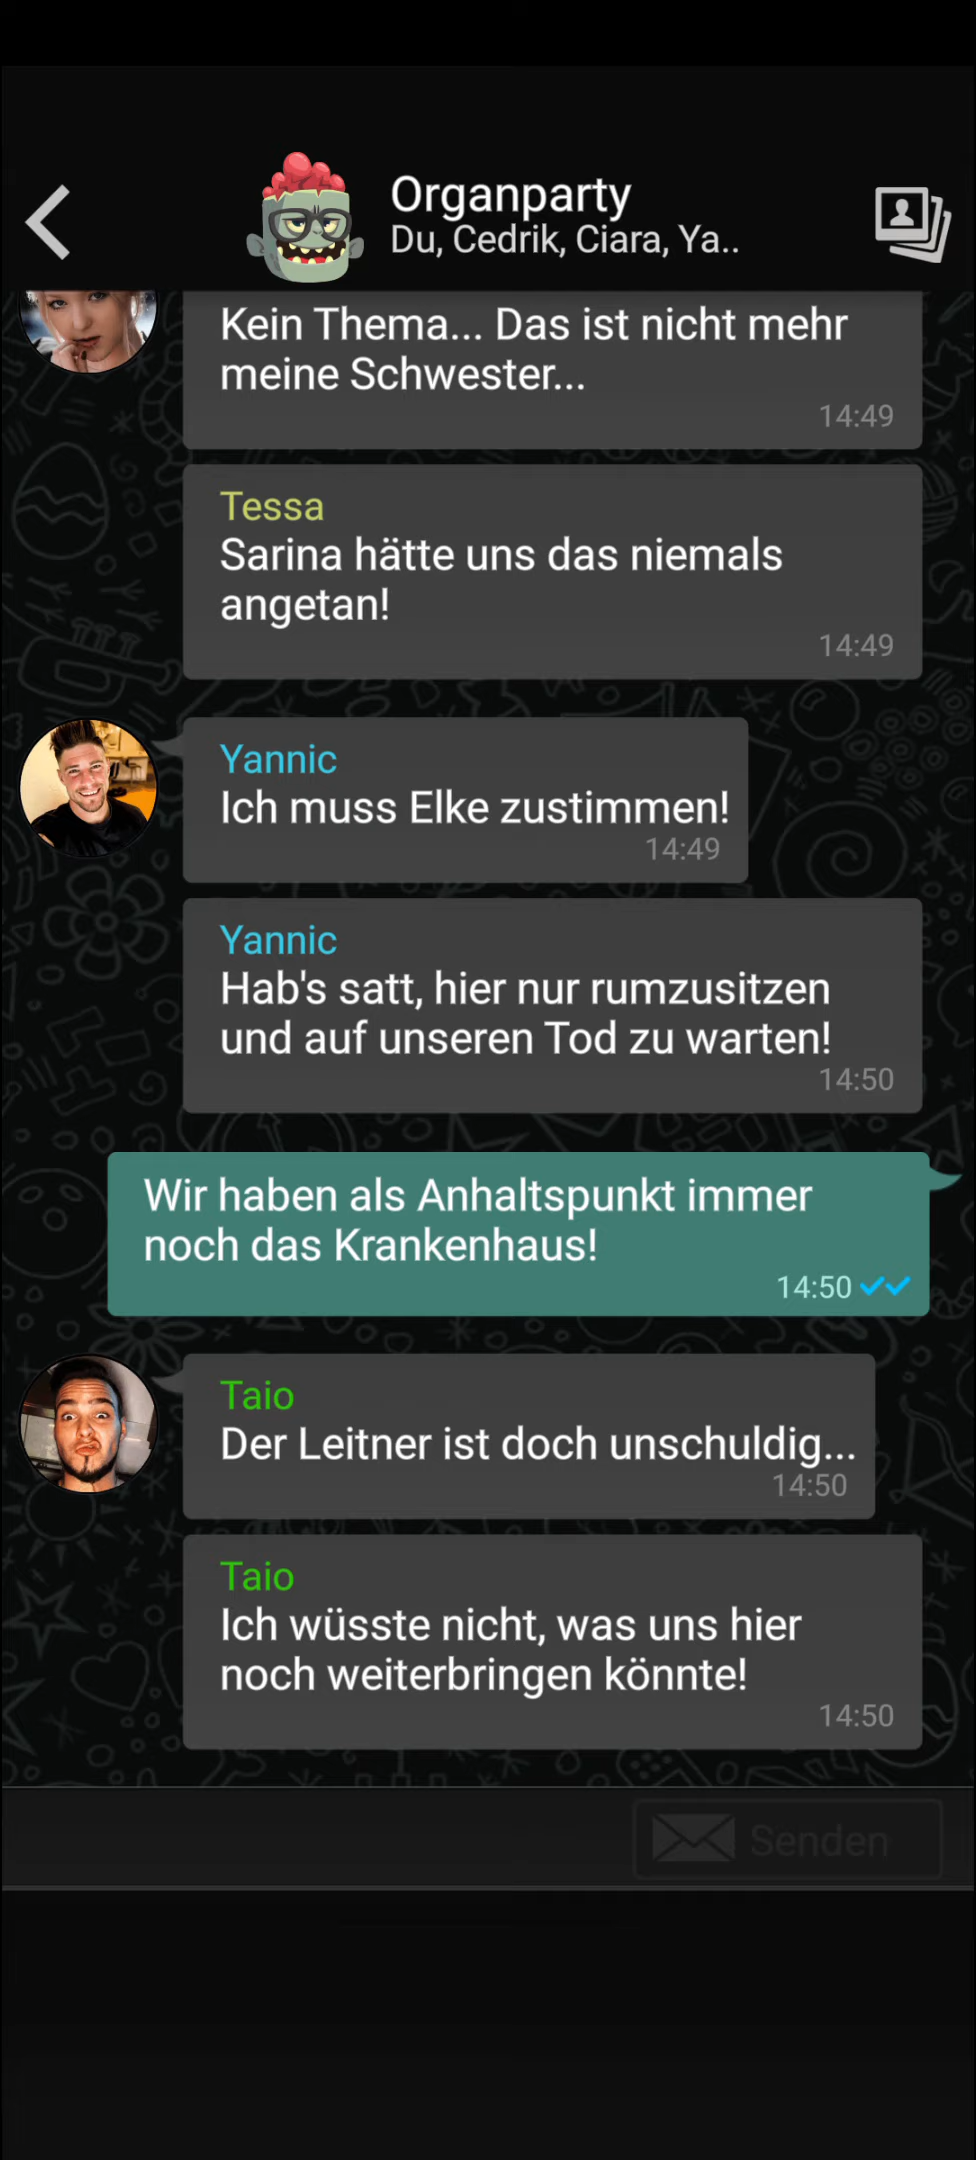 Organparty
Du, Cedrik, Ciara, Ya..
Kein Thema... Das ist nicht mehr
meine Schwester...
14:49
Tessa
Sarina hätte uns das niemals
angetan!
14:49
Yannic
Ich muss Elke zustimmen!
14:49
Yannic
Hab's satt, hier nur rumzusitzen
und auf unseren Tod zu warten!
14:50
Wir haben als Anhaltspunkt immer
noch das Krankenhaus!
14:50
Taio
Der Leitner ist doch unschuldig...
14:50
Taio
Ich wüsste nicht, was uns hier
noch weiterbringen könnte!
14:50
Senden